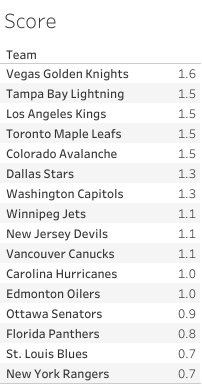 Score
Team
Vegas Golden Knights 1.6
Tampa Bay Lightning 1.5
Los Angeles Kings 1.5
Toronto Maple Leafs 1.5
Colorado Avalanche 1.5
Dallas Stars 1.3
Washington Capitols 1.3
Winnipeg Jets 1.1
New Jersey Devils 1.1
Vancouver Canucks 1.1
Carolina Hurricanes 1.0
Edmonton Oilers 1.0
Ottawa Senators 0.9
Florida Panthers 0.8
St. Louis Blues 0.7
New York Rangers 0.7